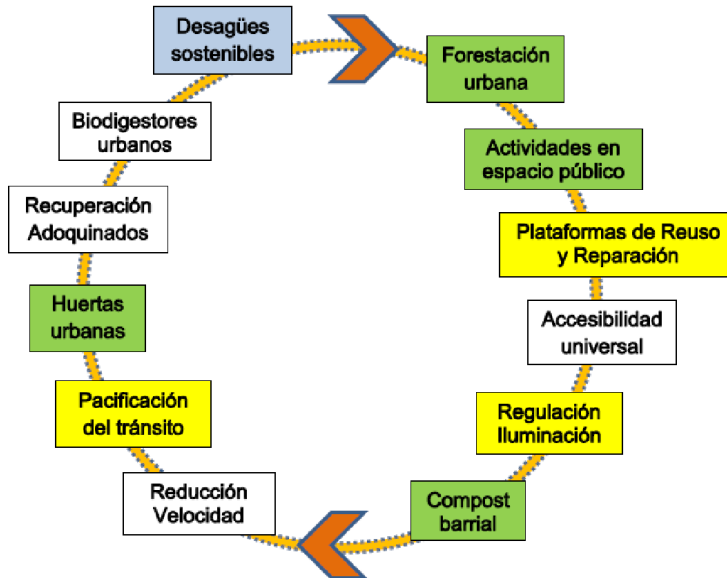 Desagües
sostenibles
Forestación
urbana
Actividades en
espacio público
Plataformas de Reuso
y Reparación
Accesibilidad
universal
Regulación
Iluminación
Compost
barrial
Reducción
Velocidad
Pacificación
del tránsito
Huertas
urbanas
Recuperación
Adoquinados
Biodigestores
urbanos